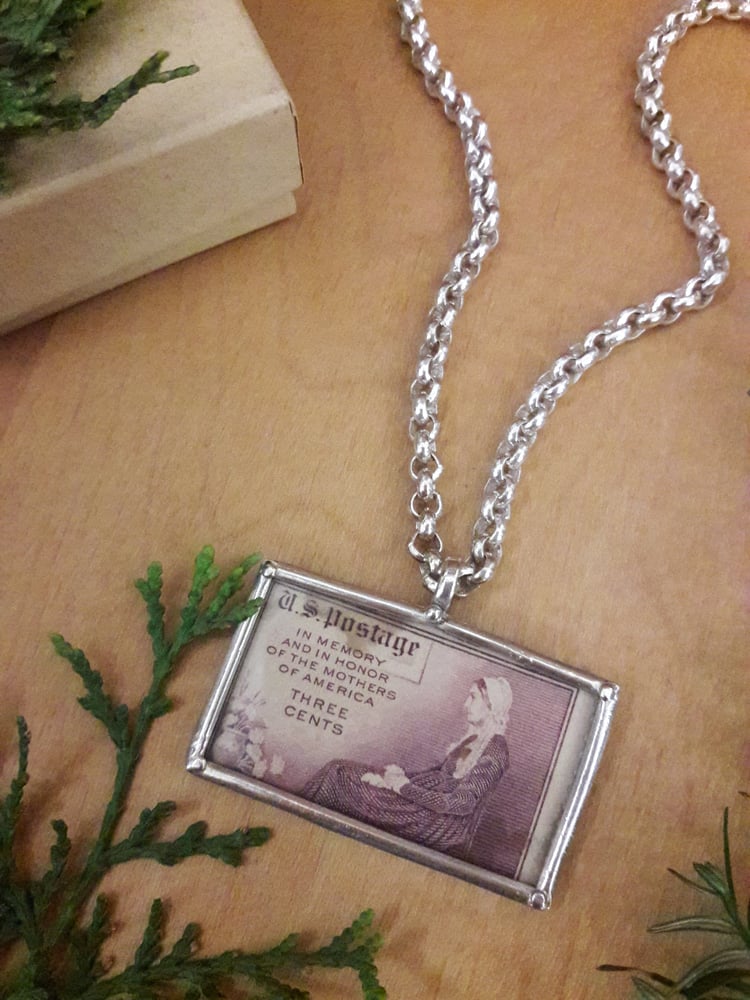 U.S. Postage
IN MEMORY
AND IN HONOR
OF THE MOTHERS
OF AMERICA
THREE
CENTS